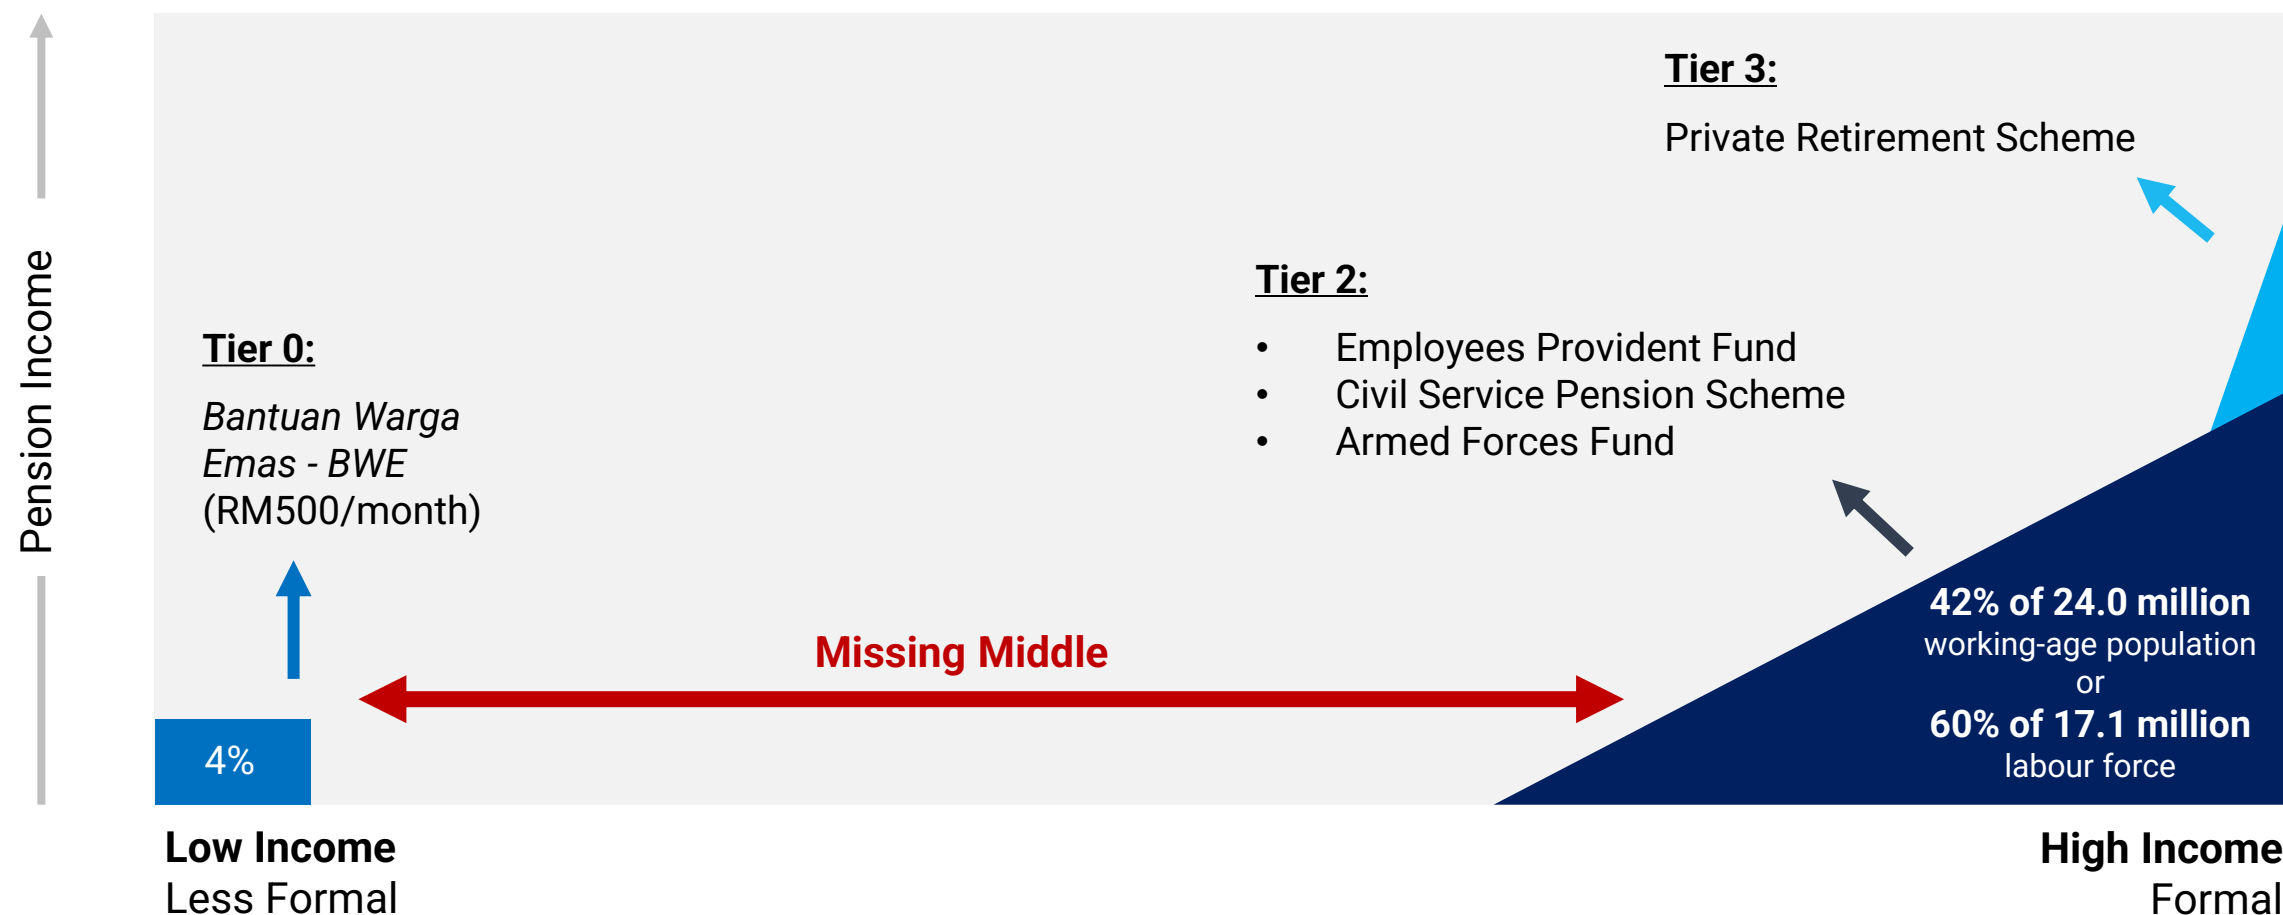 Pension Income
Tier 3:
Private Retirement Scheme
Tier 2:
• Employees Provident Fund
• Civil Service Pension Scheme
• Armed Forces Fund
Tier 0:
Bantuan Warga
Emas - BWE
(RM500/month)
Missing Middle
42% of 24.0 million
working-age population
or
60% of 17.1 million
labour force
4%
Low Income
Less Formal
High Income
Formal